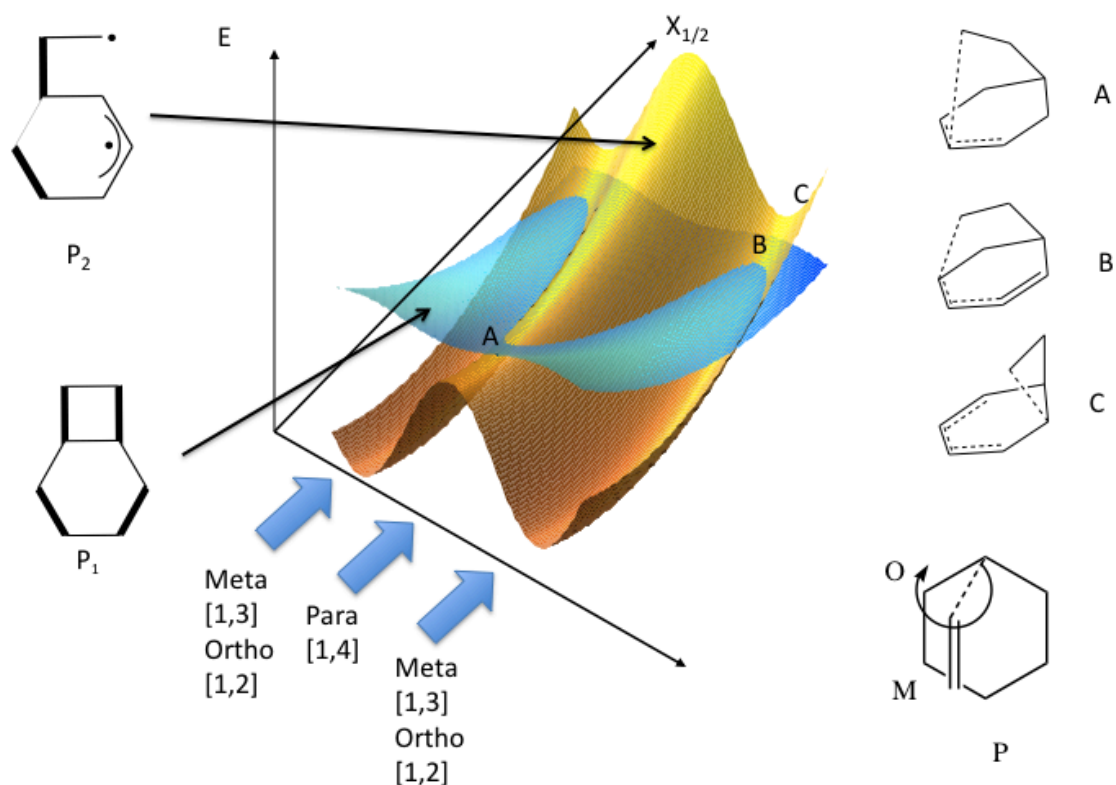 E
X1/2
A
C
B
B
P2
A
C
P1
Meta
[1,3]
Ortho
[1,2]
Para
[1,4]
Meta
[1,3]
Ortho
[1,2]
O
M
P